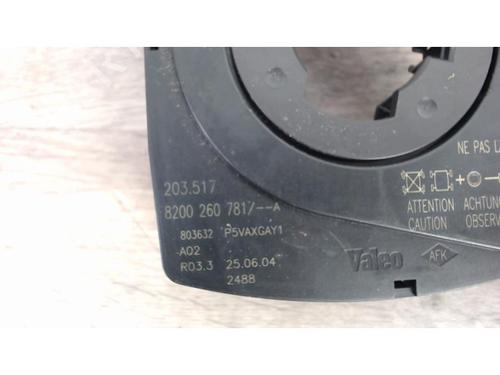 203.517
8200 260 781/--A
803632 P5VAXGAY1
A02
R03.3 25.06.04
2488
NE PAS L
ATTENTION ACHTUNG
CAUTION OBSERV
Valeo AFK